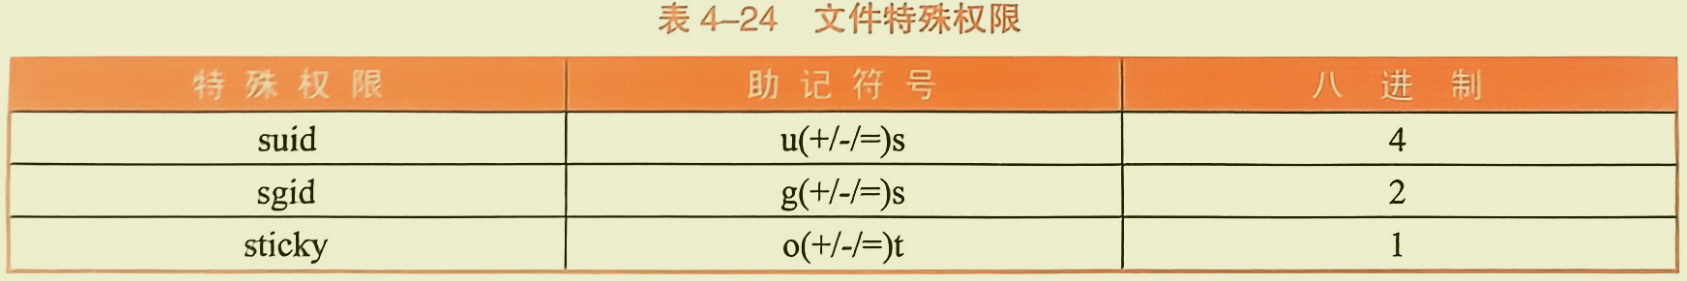 表 4–24 文件特殊权限
特殊权限 助记符号 八进制
suid u(+/-/=)s 4
sgid g(+/-/=)s 2
sticky o(+/-/=)t 1